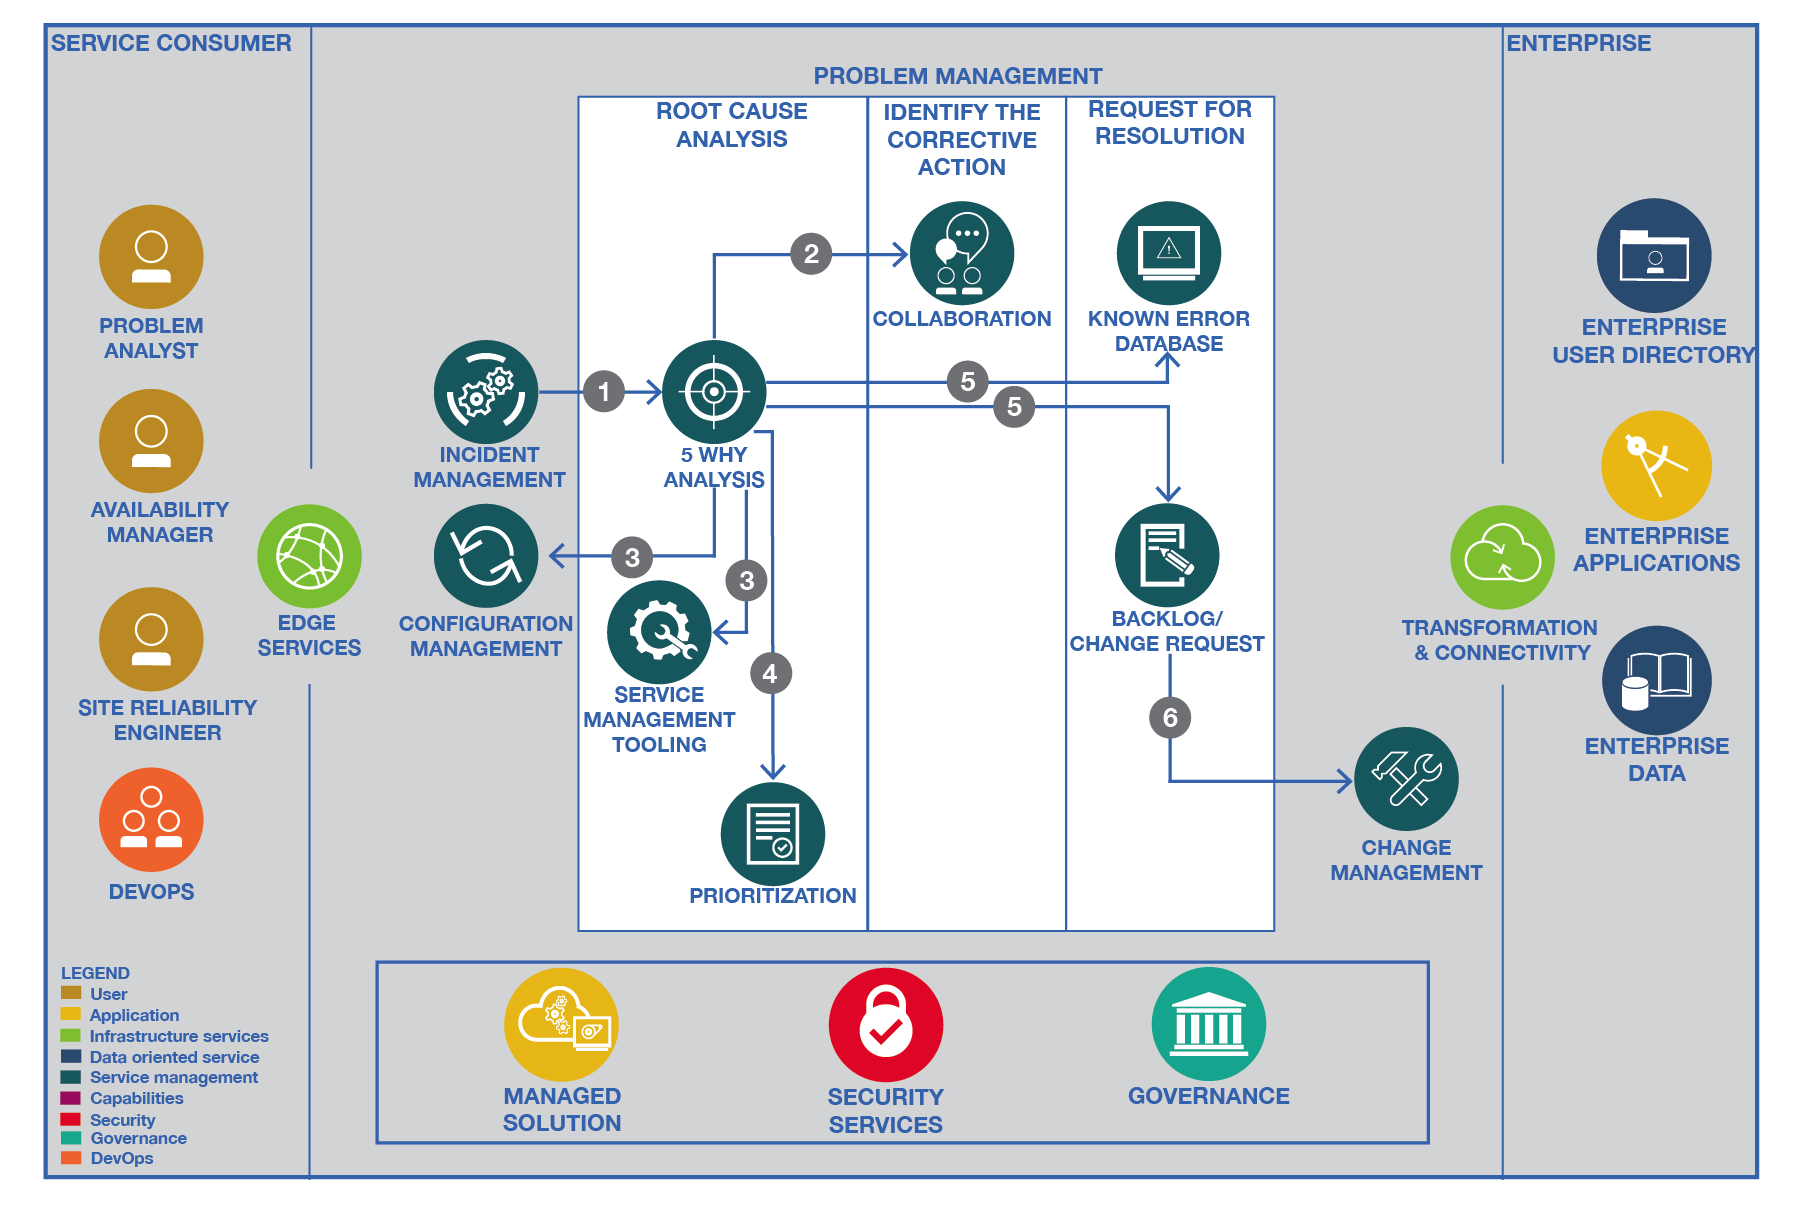 SERVICE CONSUMER
ENTERPRISE
PROBLEM MANAGEMENT
ROOT CAUSE
ANALYSIS
IDENTIFY THE
CORRECTIVE
ACTION
REQUEST FOR
RESOLUTION
PROBLEM
ANALYST
AVAILABILITY
MANAGER
SITE RELIABILITY
ENGINEER
DEVOPS
EDGE
SERVICES
INCIDENT
MANAGEMENT
CONFIGURATION
MANAGEMENT
1
2
3
3
4
5
5
6
5 WHY
ANALYSIS
SERVICE
MANAGEMENT
TOOLING
PRIORITIZATION
COLLABORATION
KNOWN ERROR
DATABASE
BACKLOG/
CHANGE REQUEST
CHANGE
MANAGEMENT
TRANSFORMATION
& CONNECTIVITY
ENTERPRISE
USER DIRECTORY
ENTERPRISE
APPLICATIONS
ENTERPRISE
DATA
LEGEND
User
Application
Infrastructure services
Data oriented service
Service management
Capabilities
Security
Governance
DevOps
MANAGED
SOLUTION
SECURITY
SERVICES
GOVERNANCE